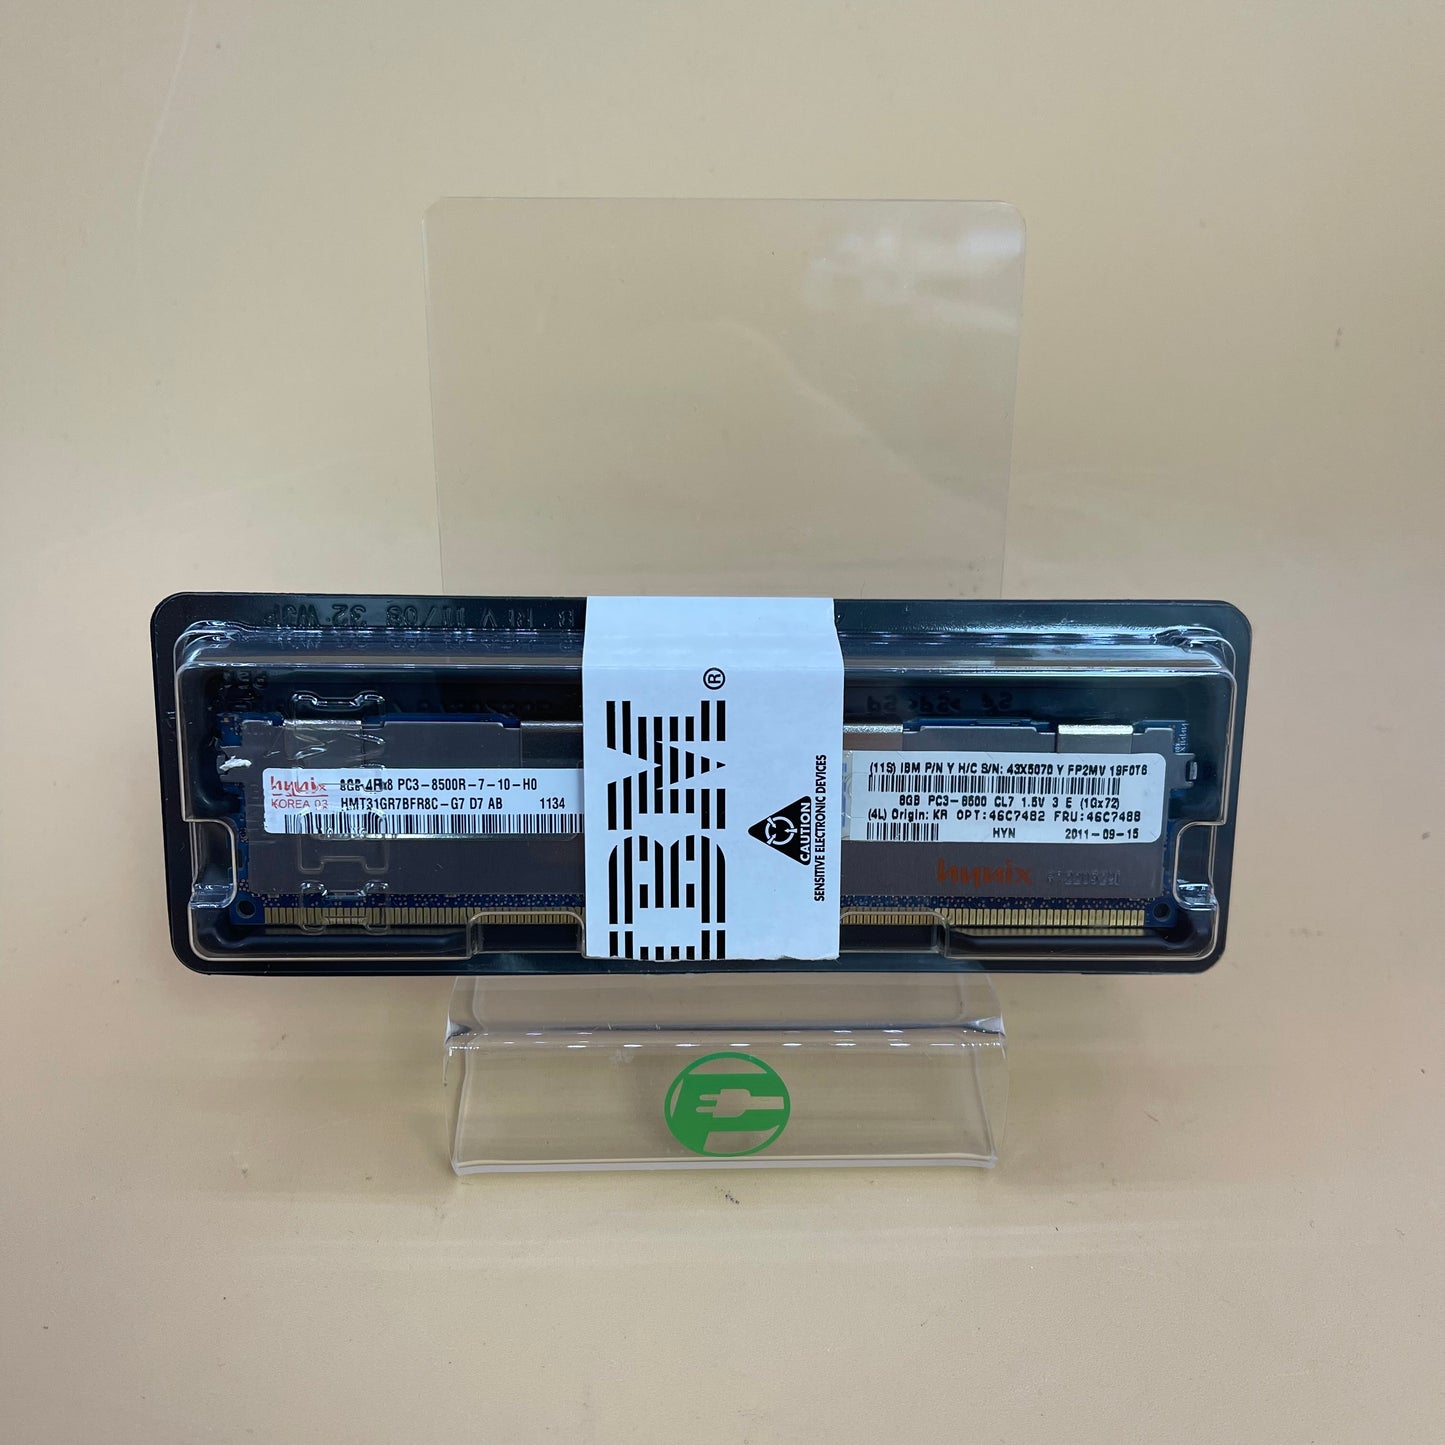 hynix
KOREA 03
8GB 4Rx8 PC3-8500R-7-10-H0
HMT31GR7BFR8C-G7 D7 AB 1134
IBM®
CAUTION
SENSITIVE ELECTRONIC DEVICES
(11S) IBM P/N Y H/C S/N: 43X5070 Y FP2MV 19F0T6
8GB PC3-8500 CL7 1.5V 3 E (1Gx72)
(4L) Origin: KR OPT:46C7482 FRU:46C7488
HYN 2011-09-15
hynix